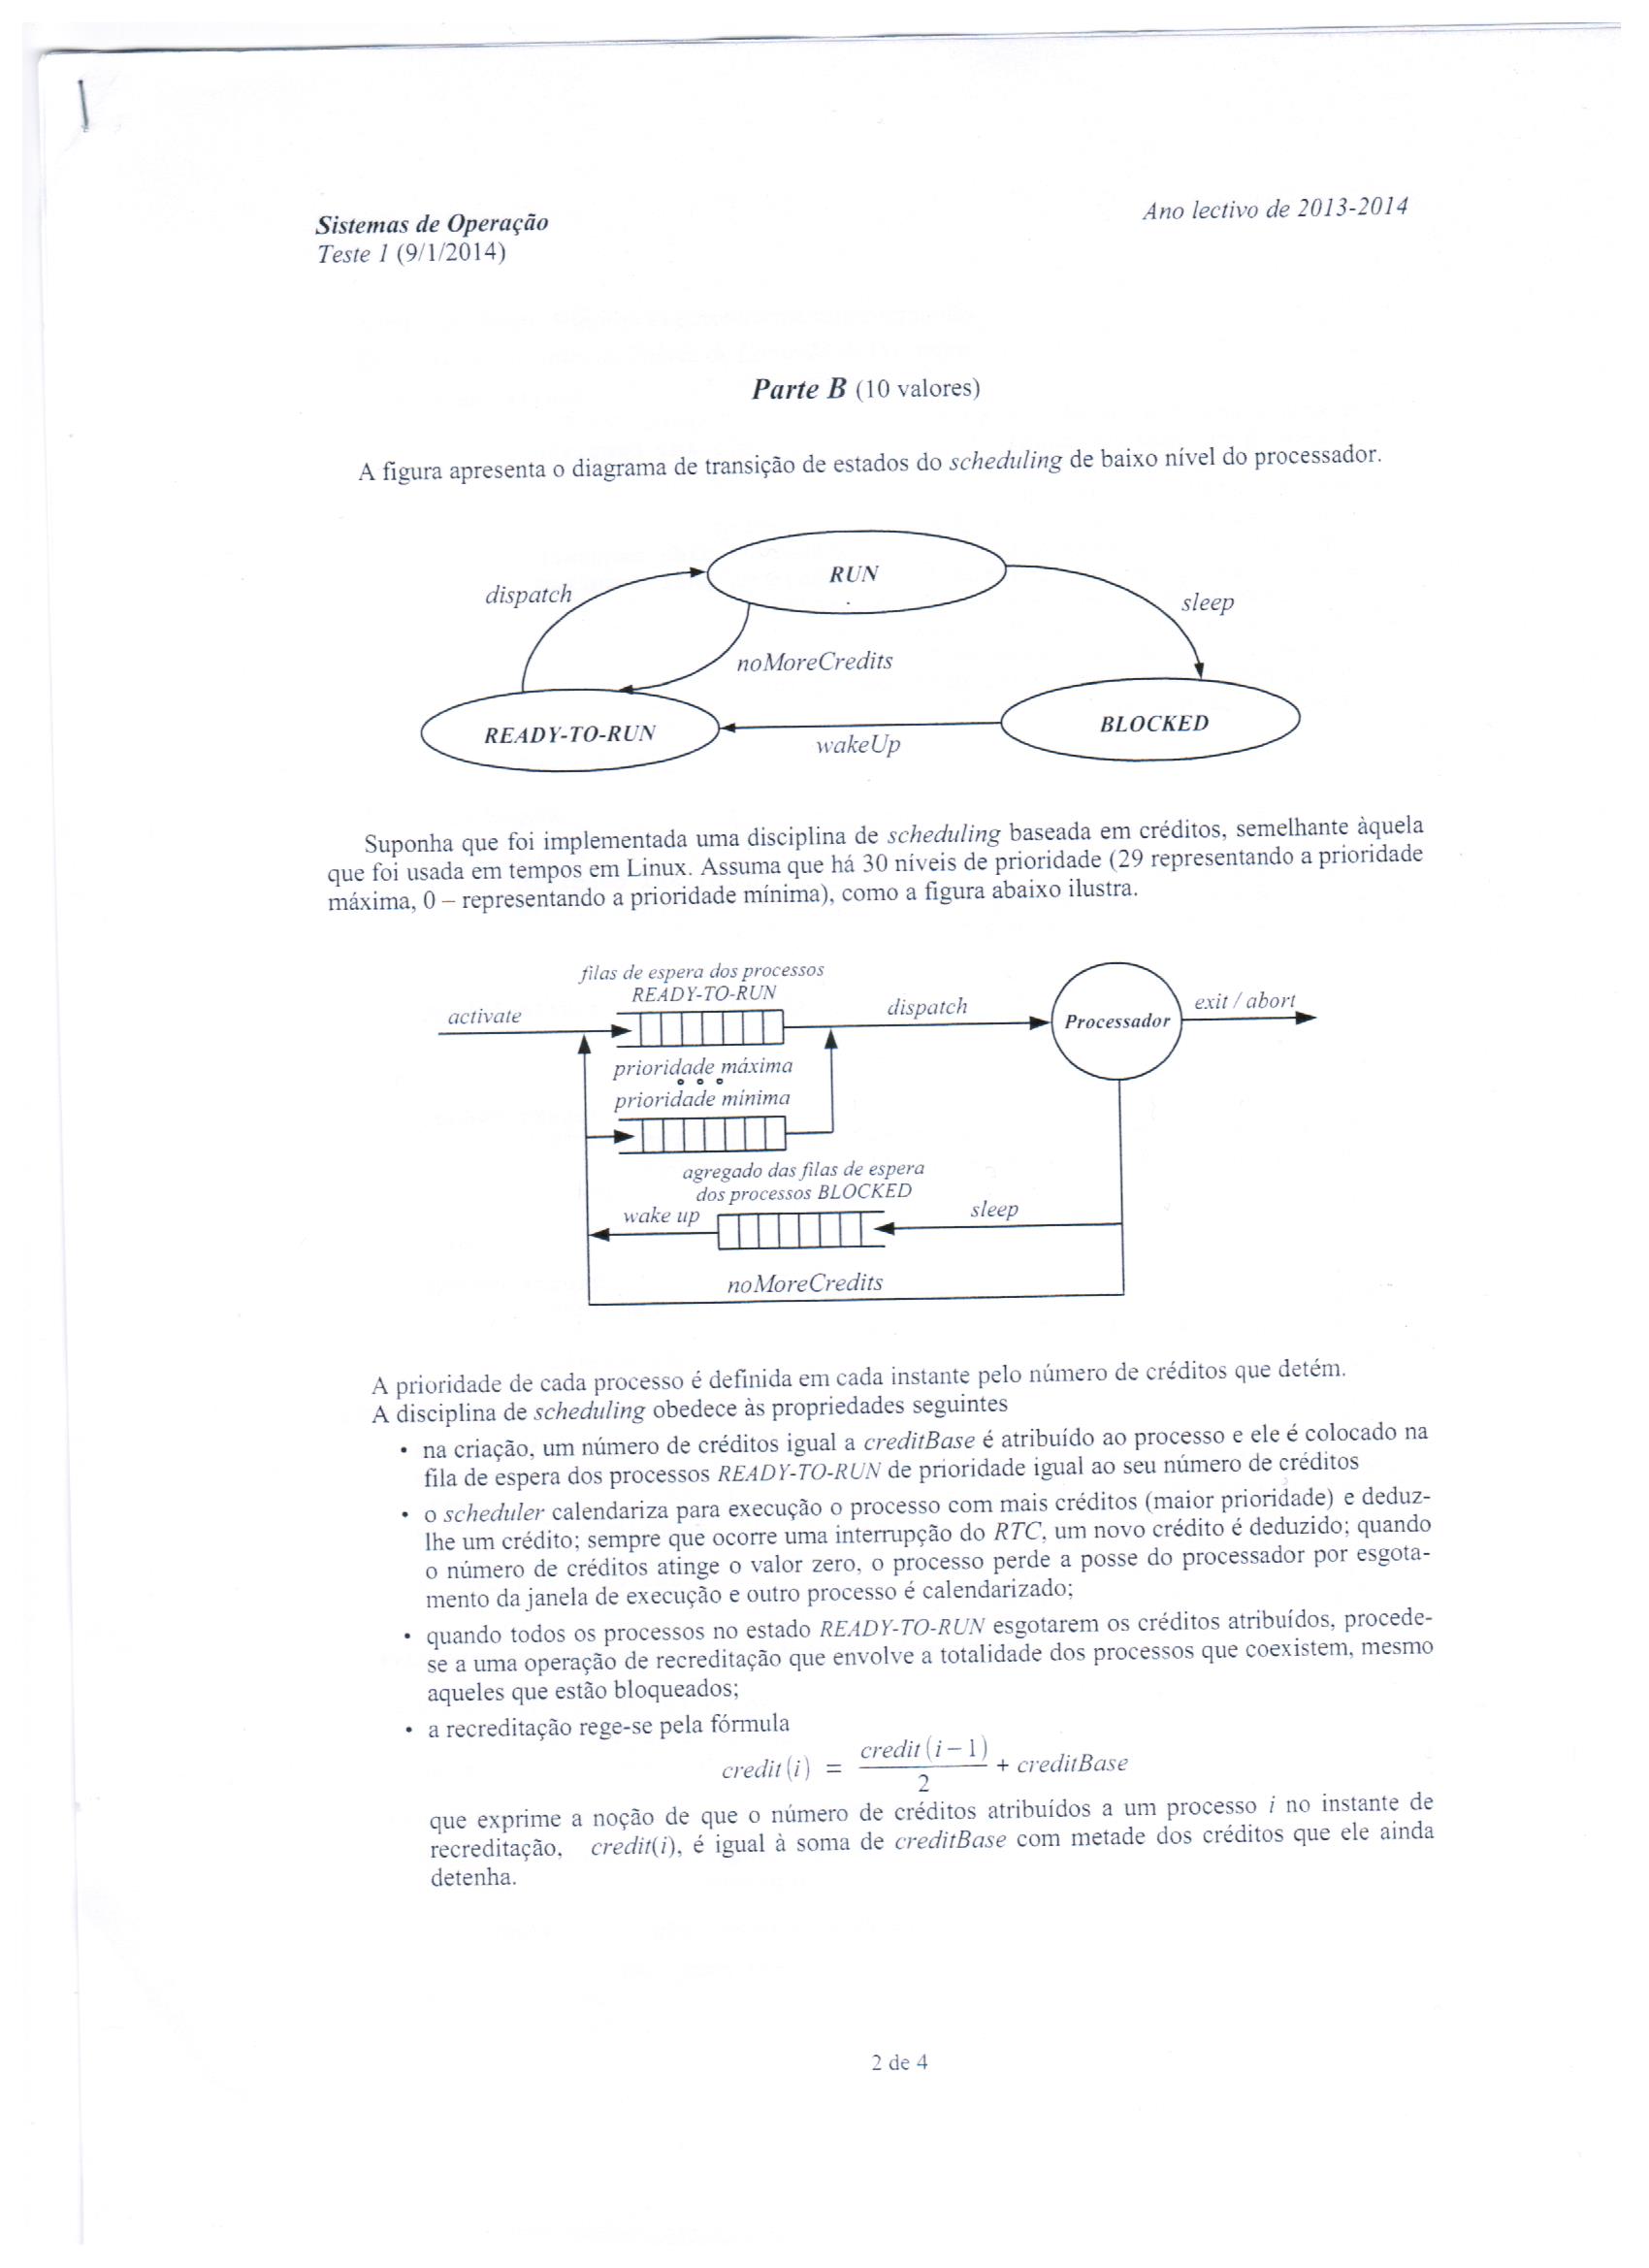 Sistemas de Operação
Ano lectivo de 2013-2014
Teste 1 (9/1/2014)
Parte B (10 valores)
A figura apresenta o diagrama de transição de estados do scheduling de baixo nível do processador.
RUN
dispatch
sleep
noMoreCredits
READY-TO-RUN
BLOCKED
wakeUp
Suponha que foi implementada uma disciplina de scheduling baseada em créditos, semelhante àquela
que foi usada em tempos em Linux. Assuma que há 30 níveis de prioridade (29 representando a prioridade
máxima, 0 – representando a prioridade mínima), como a figura abaixo ilustra.
filas de espera dos processos
READY-TO-RUN
activate
dispatch
Processador
exit / abort
prioridade máxima
prioridade mínima
agregado das filas de espera
dos processos BLOCKED
wake up
sleep
noMoreCredits
A prioridade de cada processo é definida em cada instante pelo número de créditos que detém.
A disciplina de scheduling obedece às propriedades seguintes
• na criação, um número de créditos igual a creditBase é atribuído ao processo e ele é colocado na
fila de espera dos processos READY-TO-RUN de prioridade igual ao seu número de créditos
• o scheduler calendariza para execução o processo com mais créditos (maior prioridade) e deduz-
lhe um crédito; sempre que ocorre uma interrupção do RTC, um novo crédito é deduzido; quando
o número de créditos atinge o valor zero, o processo perde a posse do processador por esgota-
mento da janela de execução e outro processo é calendarizado;
• quando todos os processos no estado READY-TO-RUN esgotarem os créditos atribuídos, procede-
se a uma operação de recreditação que envolve a totalidade dos processos que coexistem, mesmo
aqueles que estão bloqueados;
• a recreditação rege-se pela fórmula
credit(i) = credit(i−1) / 2 + creditBase
que exprime a noção de que o número de créditos atribuídos a um processo i no instante de
recreditação, credit(i), é igual à soma de creditBase com metade dos créditos que ele ainda
detenha.
2 de 4